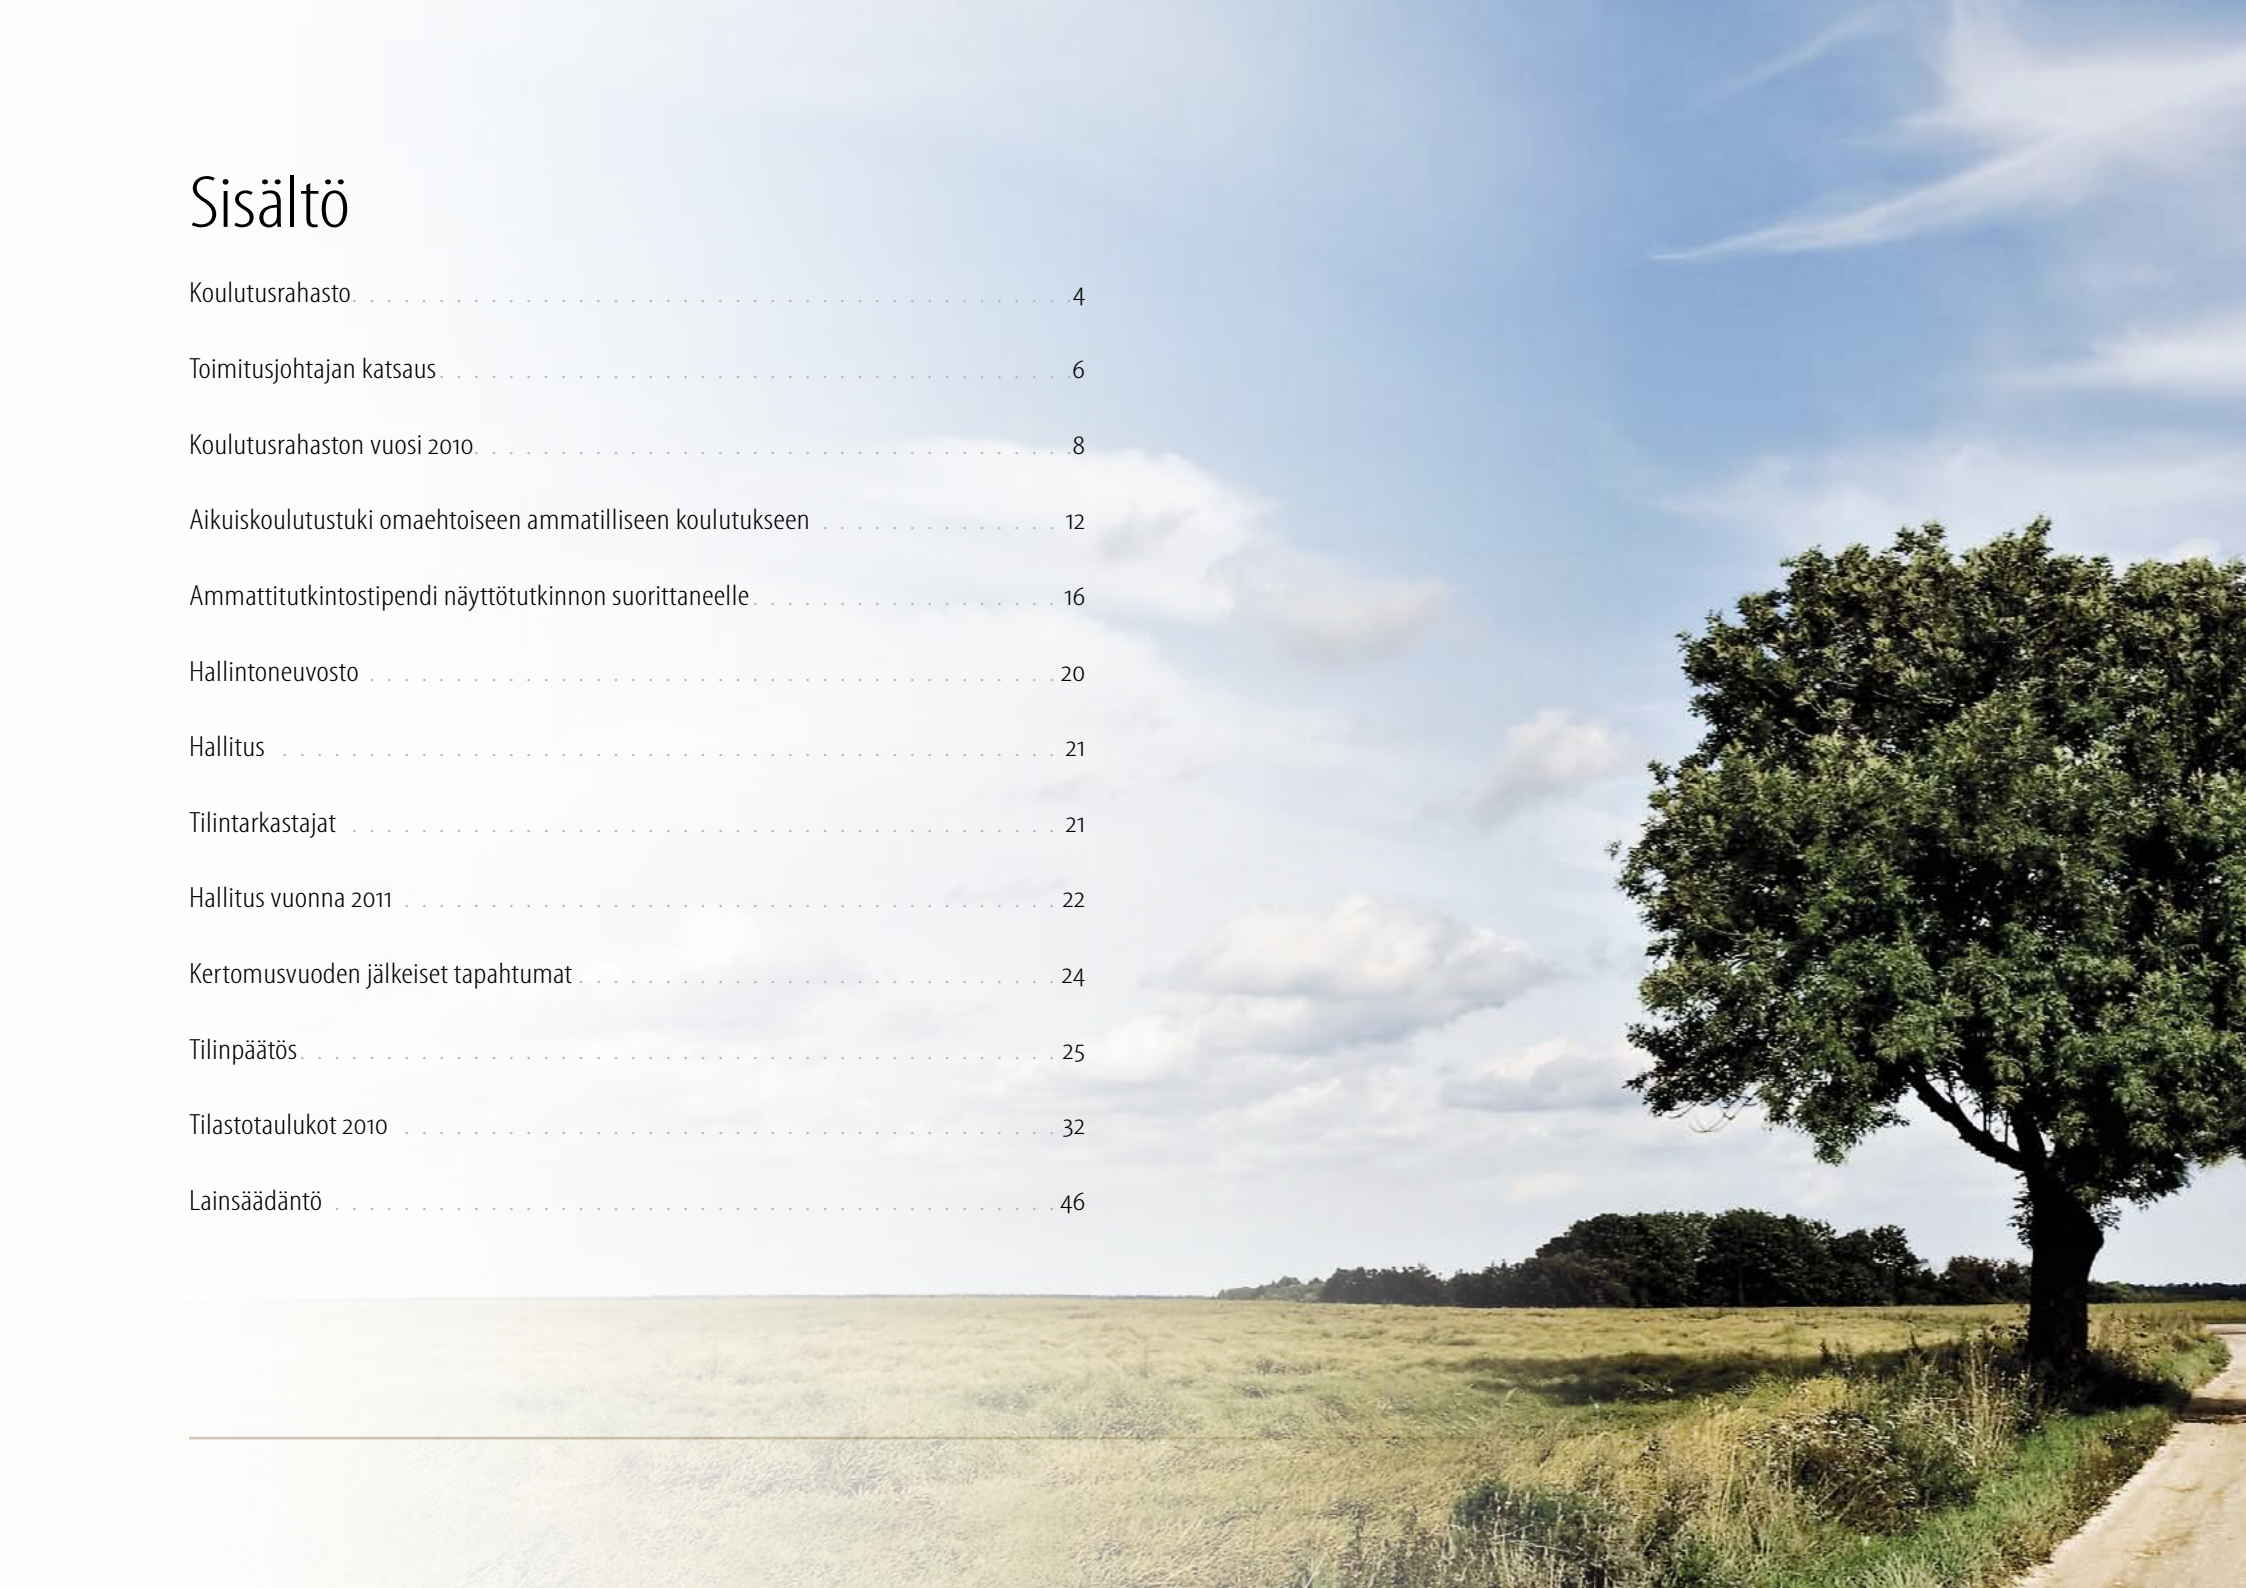 Sisältö
Koulutusrahasto. . . . . . . . . . . . . . . . . . . . . . . . . . . . . . . . . . . . . . . . . 4
Toimitusjohtajan katsaus. . . . . . . . . . . . . . . . . . . . . . . . . . . . . . . . . . . . 6
Koulutusrahaston vuosi 2010. . . . . . . . . . . . . . . . . . . . . . . . . . . . . . . . . . 8
Aikuiskoulutustuki omaehtoiseen ammatilliseen koulutukseen . . . . . . . . . . . . . . 12
Ammattitutkintostipendi näyttötutkinnon suorittaneelle. . . . . . . . . . . . . . . . . . 16
Hallintoneuvosto . . . . . . . . . . . . . . . . . . . . . . . . . . . . . . . . . . . . . . . . 20
Hallitus . . . . . . . . . . . . . . . . . . . . . . . . . . . . . . . . . . . . . . . . . . . . . 21
Tilintarkastajat . . . . . . . . . . . . . . . . . . . . . . . . . . . . . . . . . . . . . . . . . 21
Hallitus vuonna 2011 . . . . . . . . . . . . . . . . . . . . . . . . . . . . . . . . . . . . . . 22
Kertomusvuoden jälkeiset tapahtumat . . . . . . . . . . . . . . . . . . . . . . . . . . . . 24
Tilinpäätös. . . . . . . . . . . . . . . . . . . . . . . . . . . . . . . . . . . . . . . . . . . . 25
Tilastotaulukot 2010 . . . . . . . . . . . . . . . . . . . . . . . . . . . . . . . . . . . . . . 32
Lainsäädäntö . . . . . . . . . . . . . . . . . . . . . . . . . . . . . . . . . . . . . . . . . . 46